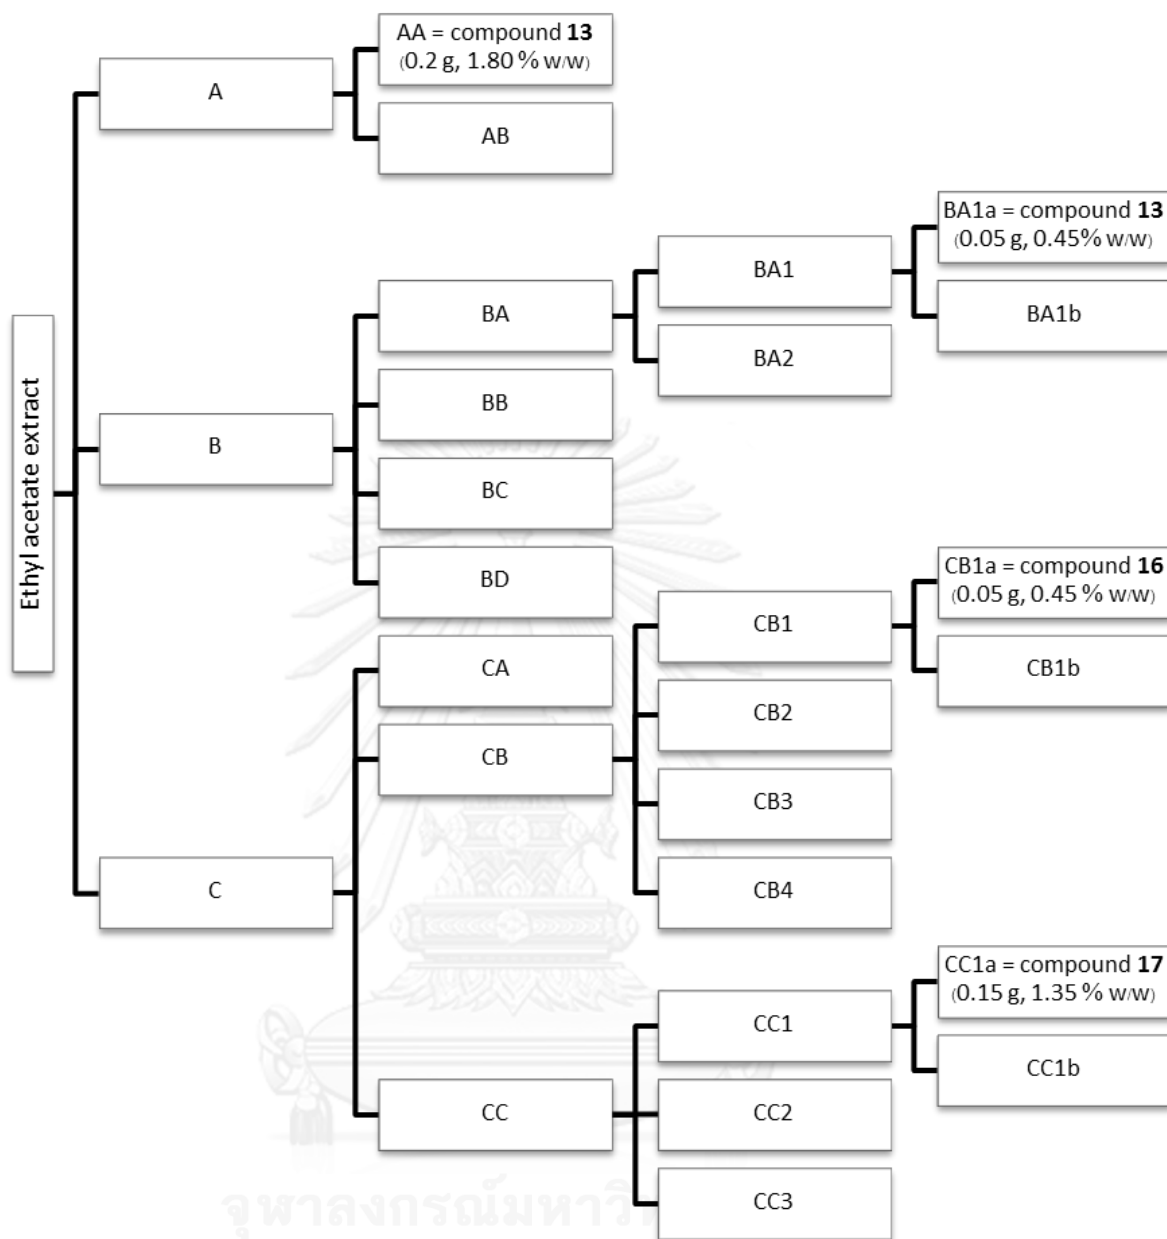 AA = compound 13
(0.2 g, 1.80 % w/w)
A
AB
BA1a = compound 13
(0.05 g, 0.45% w/w)
BA1
BA
BA1b
BA2
Ethyl acetate extract
BB
B
BC
BD
CB1a = compound 16
(0.05 g, 0.45 % w/w)
CB1
CA
CB1b
CB2
CB
CB3
C
CB4
CC1a = compound 17
(0.15 g, 1.35 % w/w)
CC1
CC1b
CC
CC2
CC3